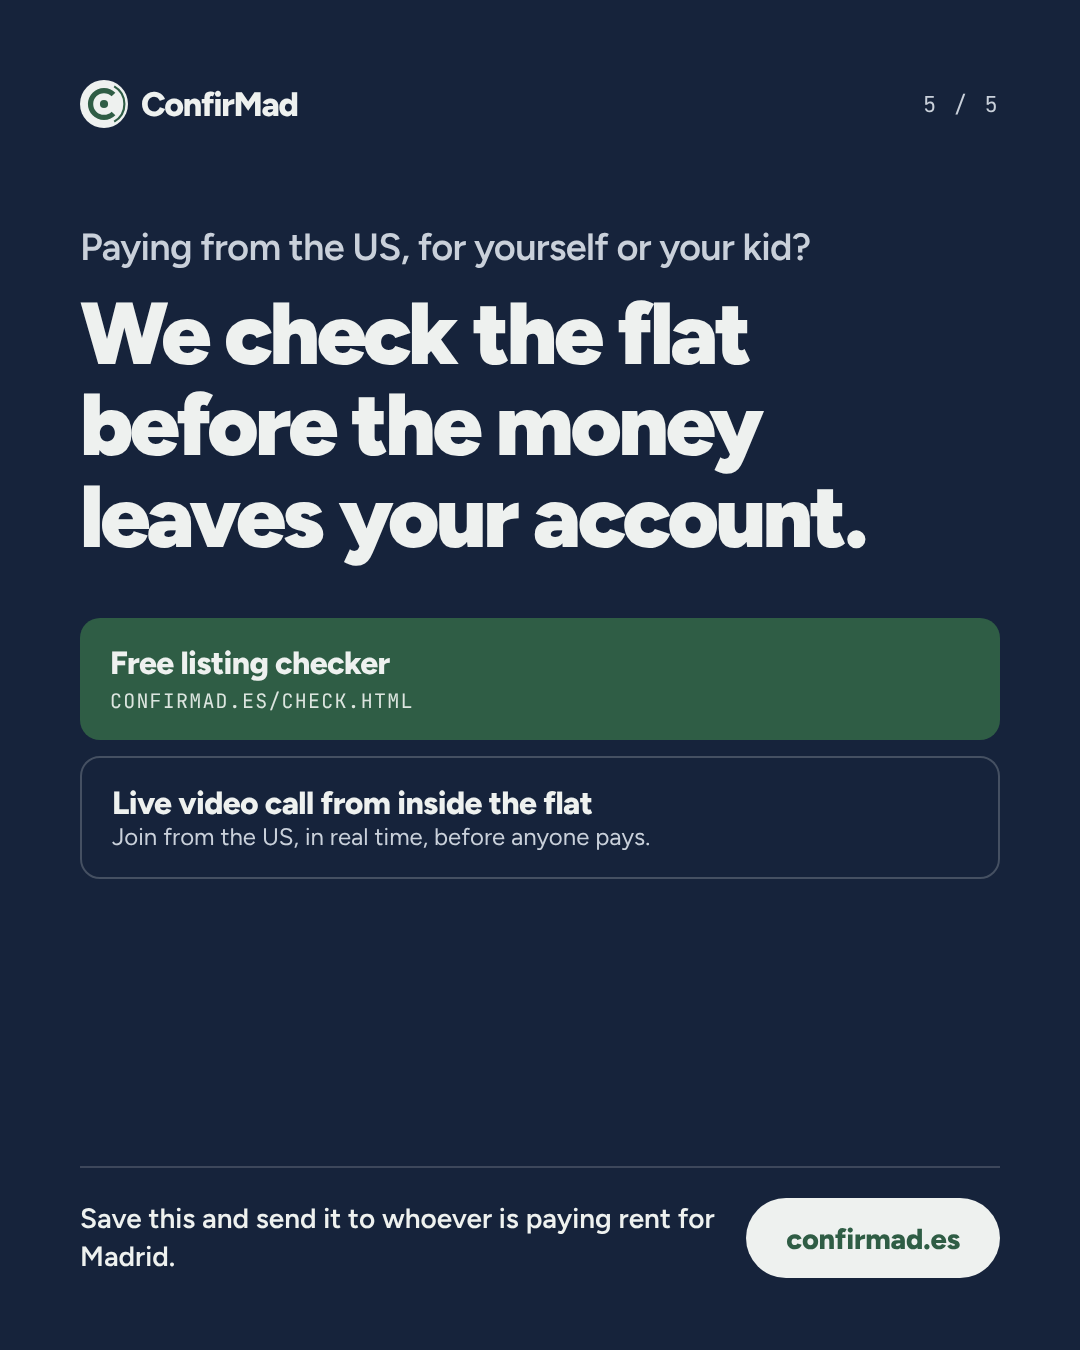 ConfirMad
5 / 5
Paying from the US, for yourself or your kid?
We check the flat
before the money
leaves your account.
Free listing checker
CONFIRMAD.ES/CHECK.HTML
Live video call from inside the flat
Join from the US, in real time, before anyone pays.
Save this and send it to whoever is paying rent for
Madrid.
confirmad.es